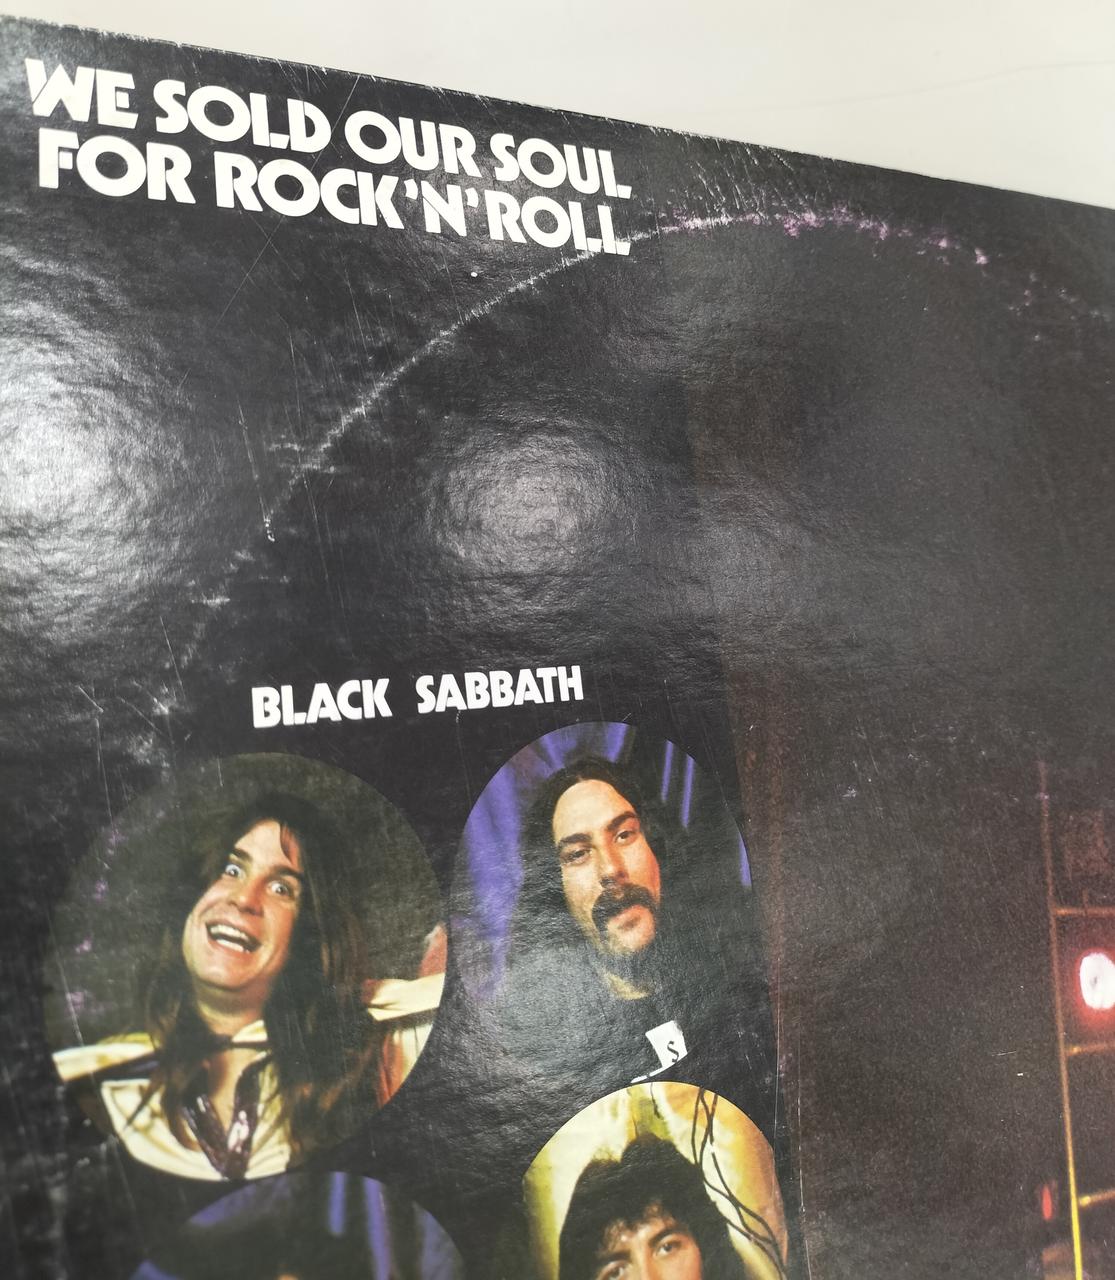 WE SOLD OUR SOUL
FOR ROCK'N'ROLL
BLACK SABBATH
S